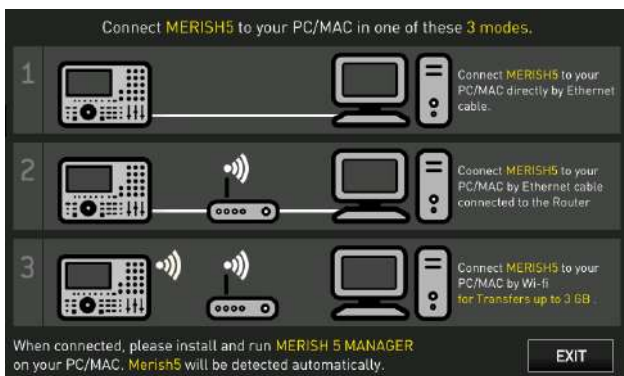 Connect MERISH5 to your PC/MAC in one of these 3 modes.
1
Connect MERISH5 to your
PC/MAC directly by Ethernet
cable.
2
Connect MERISH5 to your
PC/MAC by Ethernet cable
connected to the Router
3
Connect MERISH5 to your
PC/MAC by Wi-fi
for Transfers up to 3 GB .
When connected, please install and run MERISH 5 MANAGER
on your PC/MAC. Merish5 will be detected automatically.
EXIT